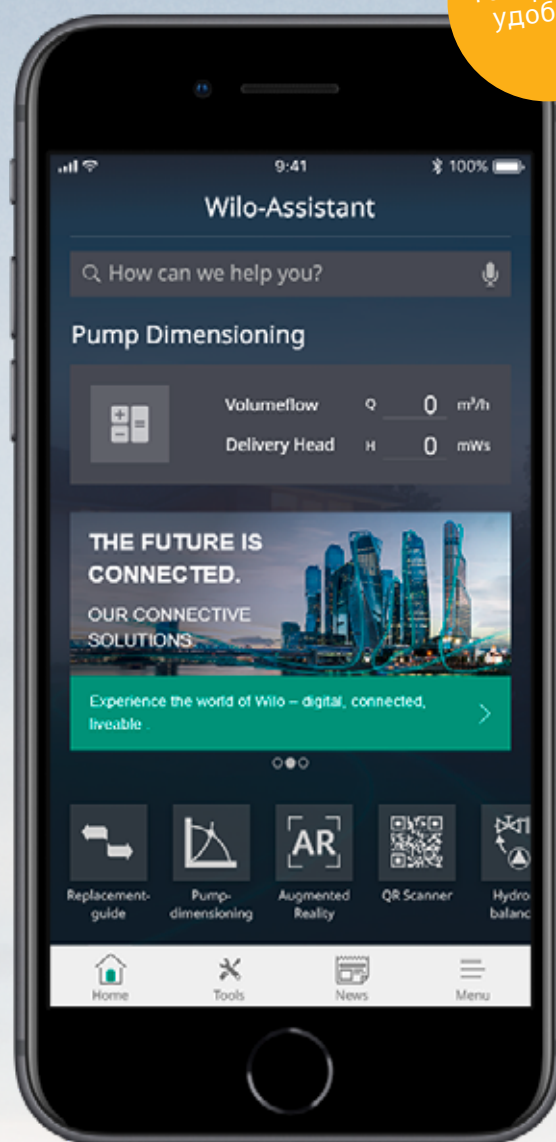 9:41
100%
Wilo-Assistant
How can we help you?
Pump Dimensioning
Volumeflow Q 0 m³/h
Delivery Head H 0 mWs
THE FUTURE IS
CONNECTED.
OUR CONNECTIVE
SOLUTIONS.
Experience the world of Wilo – digital, connected,
liveable .
AR
Replacement-
guide
Pump-
dimensioning
Augmented
Reality
QR Scanner
Home
Tools
News
Menu